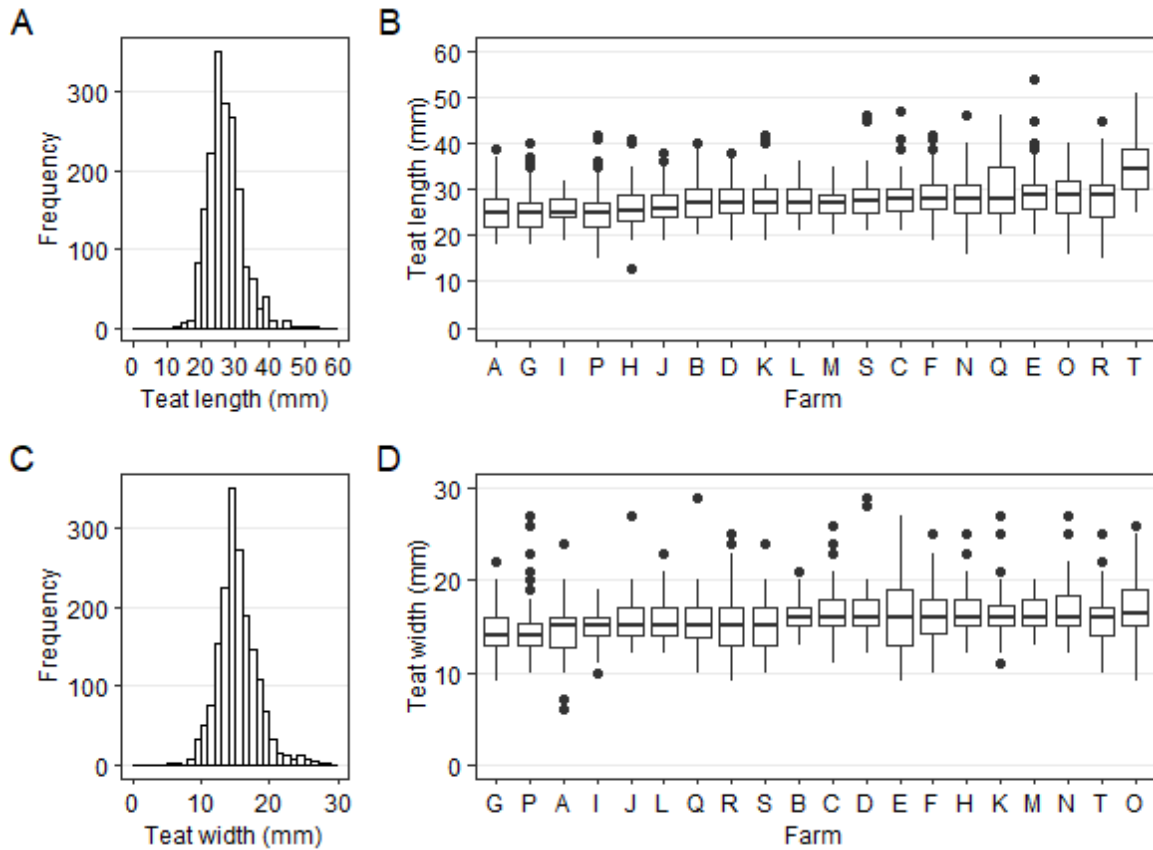 A
Frequency
300
200
100
0
0 10 20 30 40 50 60
Teat length (mm)
B
Teat length (mm)
60
50
40
30
20
10
0
A G I P H J B D K L M S C F N Q E O R T
Farm
C
Frequency
300
200
100
0
0 10 20 30
Teat width (mm)
D
Teat width (mm)
30
20
10
0
G P A I J L Q R S B C D E F H K M N T O
Farm